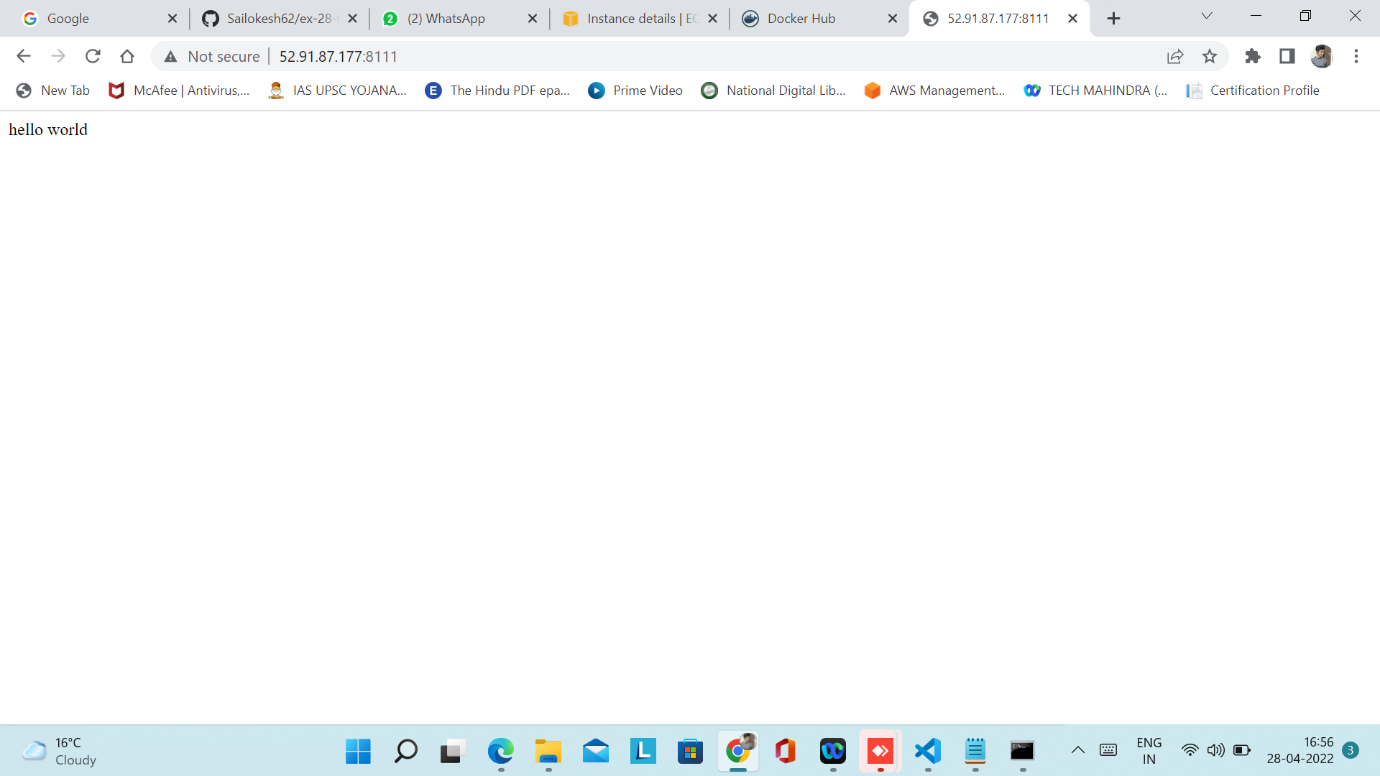 Google
Sailokesh62/ex-28-
(2) WhatsApp
Instance details | EC
Docker Hub
52.91.87.177:8111
Not secure | 52.91.87.177:8111
New Tab
McAfee | Antivirus,...
IAS UPSC YOJANA...
The Hindu PDF epa...
Prime Video
National Digital Lib...
AWS Management...
TECH MAHINDRA (...
Certification Profile
hello world
16°C
Cloudy
ENG
IN
16:56
28-04-2022
3